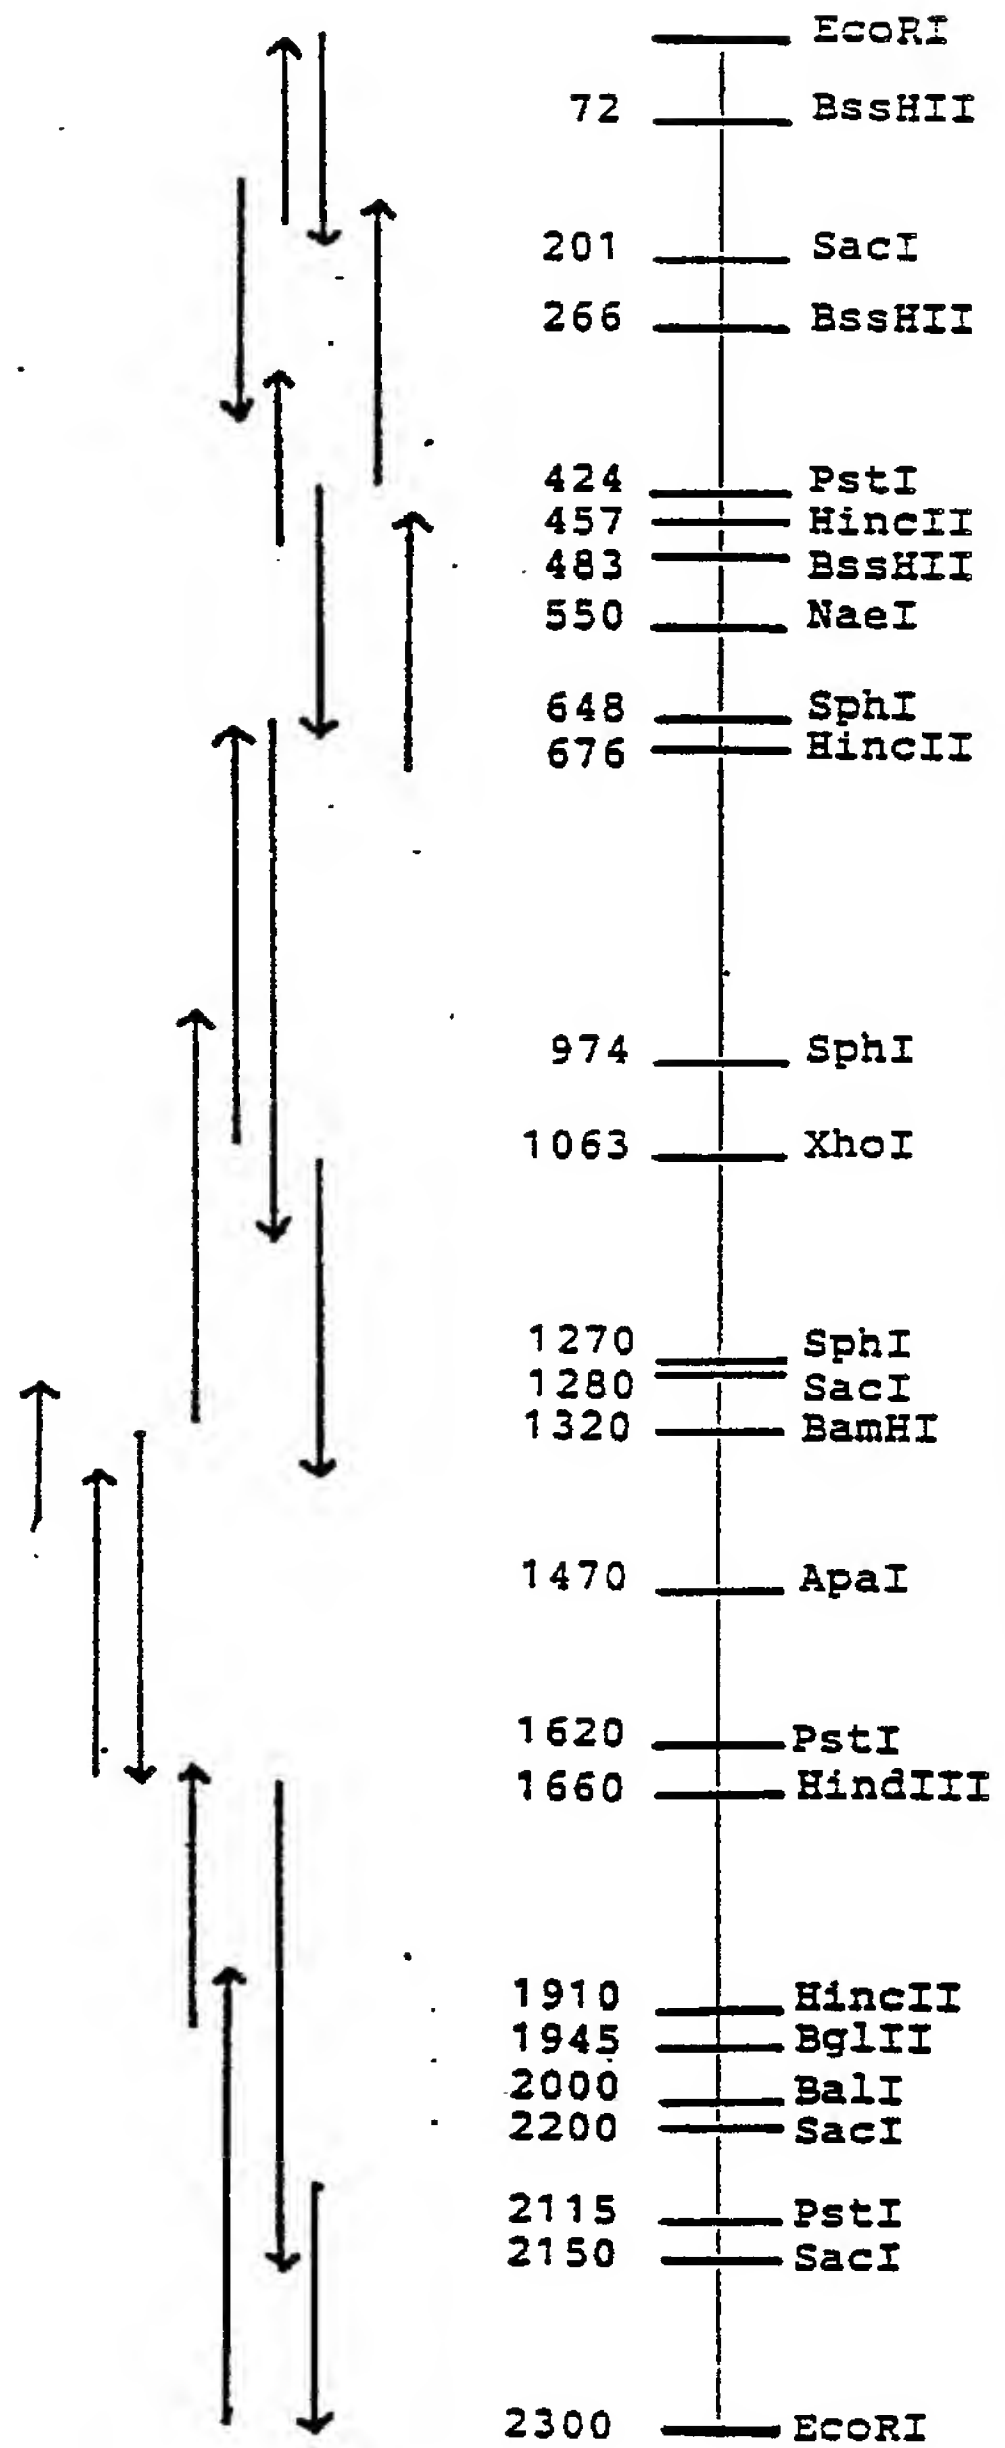 EcoRI
72 BssHII
201 SacI
266 BssHII
424 PstI
457 HincII
483 BssHII
550 NaeI
648 SphI
676 HincII
974 SphI
1063 XhoI
1270 SphI
1280 SacI
1320 BamHI
1470 ApaI
1620 PstI
1660 HindIII
1910 HincII
1945 BglII
2000 BalI
2200 SacI
2115 PstI
2150 SacI
2300 EcoRI